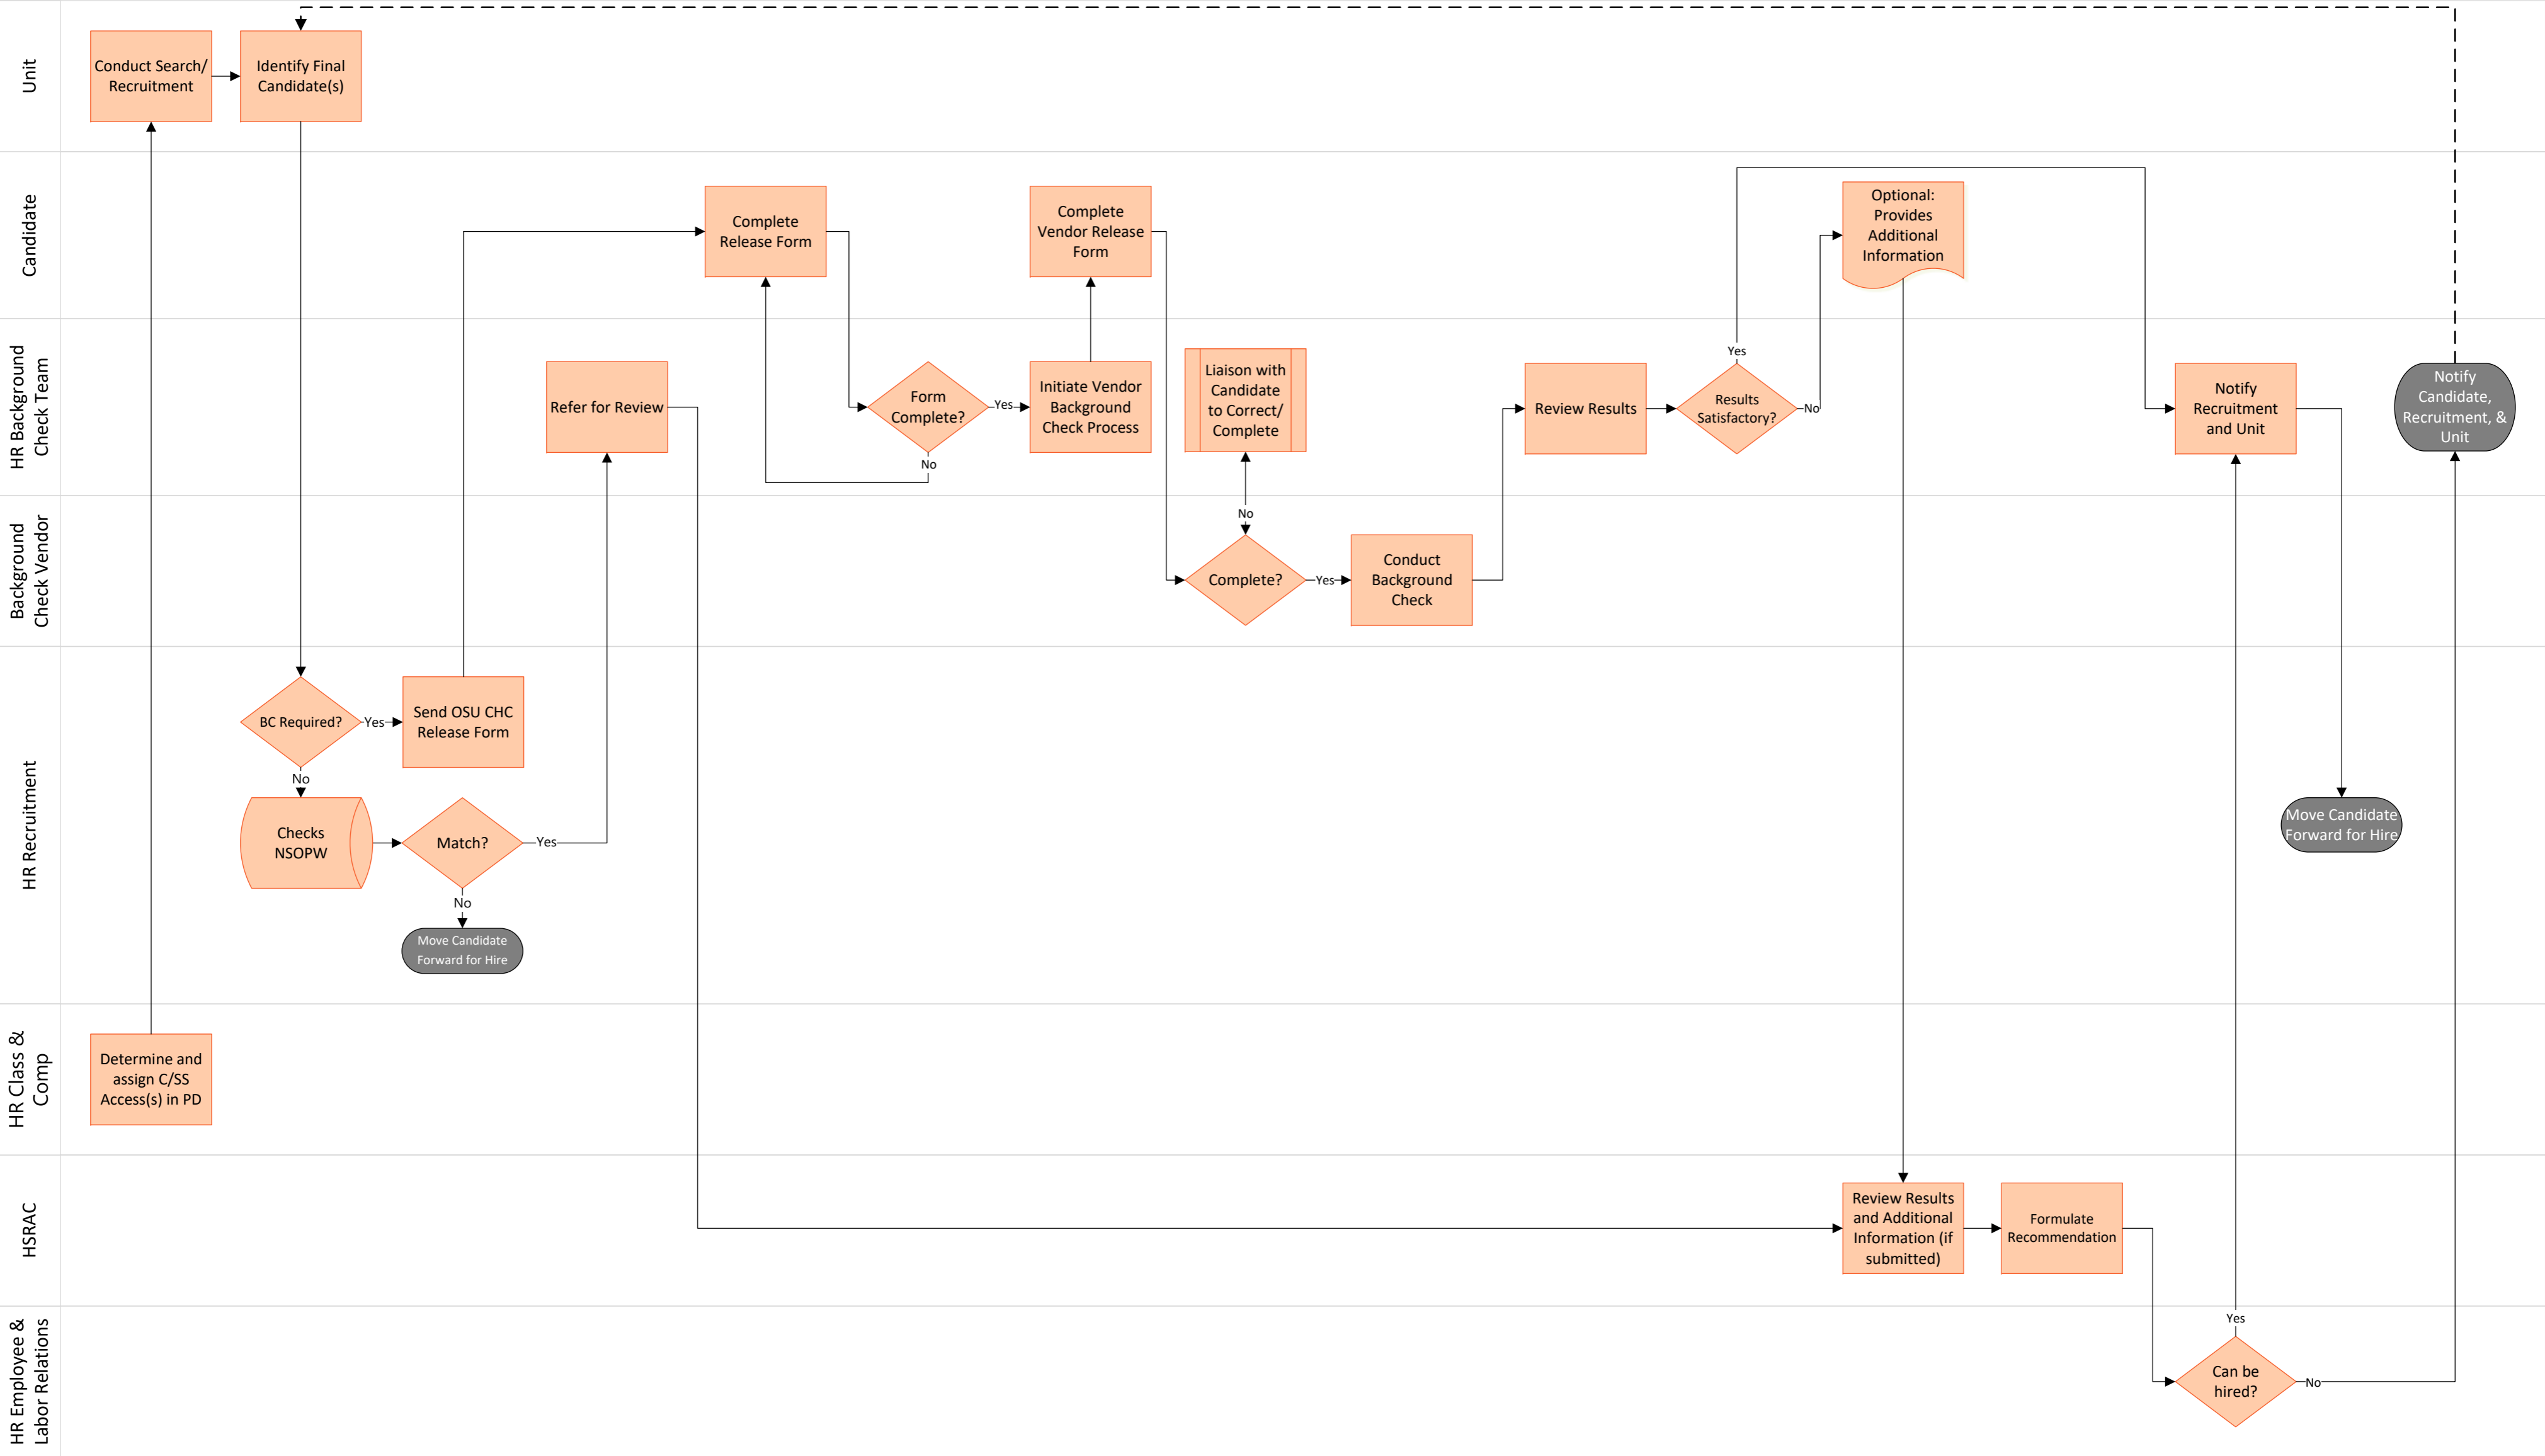 Unit
Conduct Search/
Recruitment
Identify Final
Candidate(s)
Candidate
Complete
Release Form
Complete
Vendor Release
Form
Optional:
Provides
Additional
Information
HR Background
Check Team
Refer for Review
Form
Complete?
Yes
No
Initiate Vendor
Background
Check Process
Liaison with
Candidate
to Correct/
Complete
Review Results
Yes
Results
Satisfactory?
No
Notify
Recruitment
and Unit
Notify
Candidate,
Recruitment, &
Unit
Background
Check Vendor
No
Complete?
Yes
Conduct
Background
Check
HR Recruitment
BC Required?
Yes
Send OSU CHC
Release Form
No
Checks
NSOPW
Match?
Yes
No
Move Candidate
Forward for Hire
Move Candidate
Forward for Hire
HR Class &
Comp
Determine and
assign C/SS
Access(s) in PD
HSRAC
Review Results
and Additional
Information (if
submitted)
Formulate
Recommendation
HR Employee &
Labor Relations
Yes
Can be
hired?
No